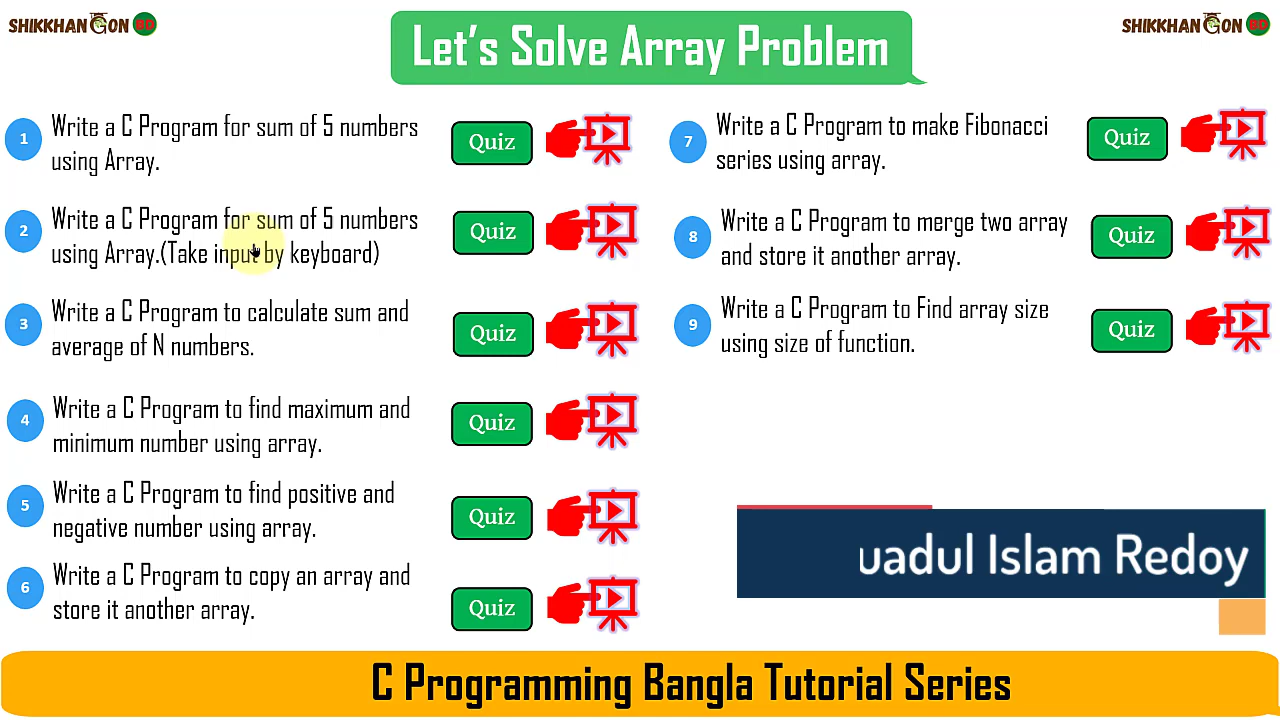 SHIKKHANGON BD
Let's Solve Array Problem
SHIKKHANGON BD
1
Write a C Program for sum of 5 numbers
using Array.
Quiz
2
Write a C Program for sum of 5 numbers
using Array.(Take input by keyboard)
Quiz
3
Write a C Program to calculate sum and
average of N numbers.
Quiz
4
Write a C Program to find maximum and
minimum number using array.
Quiz
5
Write a C Program to find positive and
negative number using array.
Quiz
6
Write a C Program to copy an array and
store it another array.
Quiz
7
Write a C Program to make Fibonacci
series using array.
Quiz
8
Write a C Program to merge two array
and store it another array.
Quiz
9
Write a C Program to Find array size
using size of function.
Quiz
uadul Islam Redoy
C Programming Bangla Tutorial Series